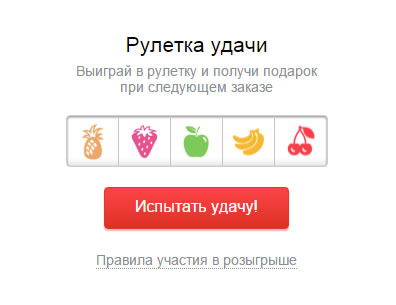 Рулетка удачи
Выиграй в рулетку и получи подарок
при следующем заказе
Испытать удачу!
Правила участия в розыгрыше